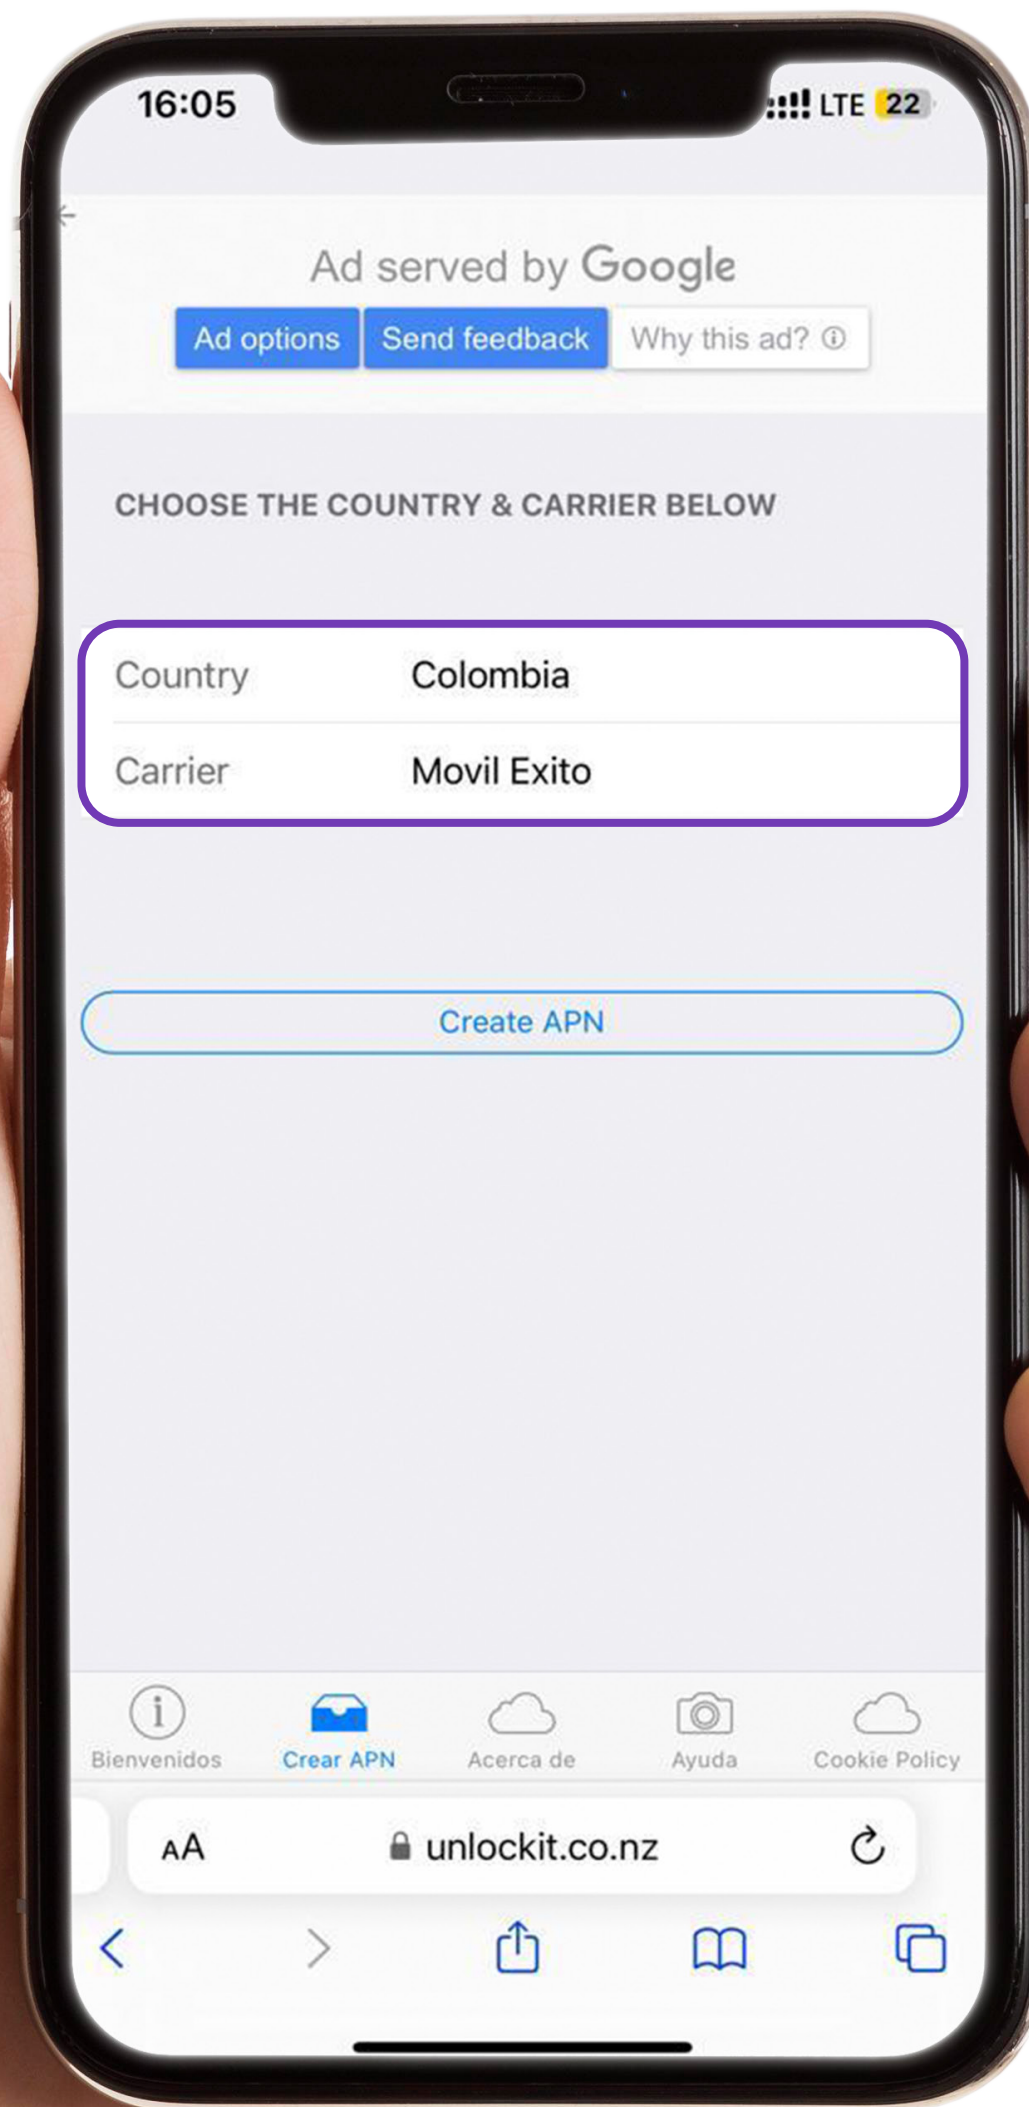 16:05 LTE 22
Ad served by Google
Ad options Send feedback Why this ad?
CHOOSE THE COUNTRY & CARRIER BELOW
Country Colombia
Carrier Movil Exito
Create APN
Bienvenidos Crear APN Acerca de Ayuda Cookie Policy
AA unlockit.co.nz